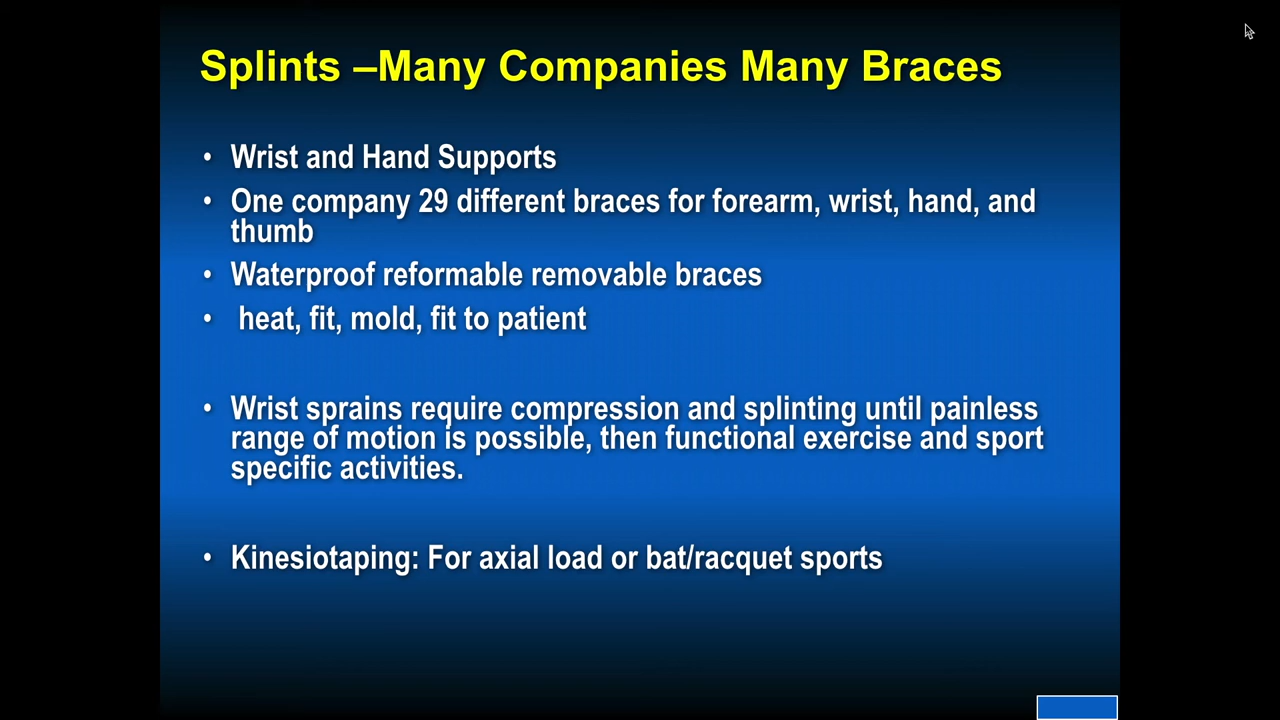 Splints –Many Companies Many Braces
• Wrist and Hand Supports
• One company 29 different braces for forearm, wrist, hand, and
thumb
• Waterproof reformable removable braces
• heat, fit, mold, fit to patient
• Wrist sprains require compression and splinting until painless
range of motion is possible, then functional exercise and sport
specific activities.
• Kinesiotaping: For axial load or bat/racquet sports